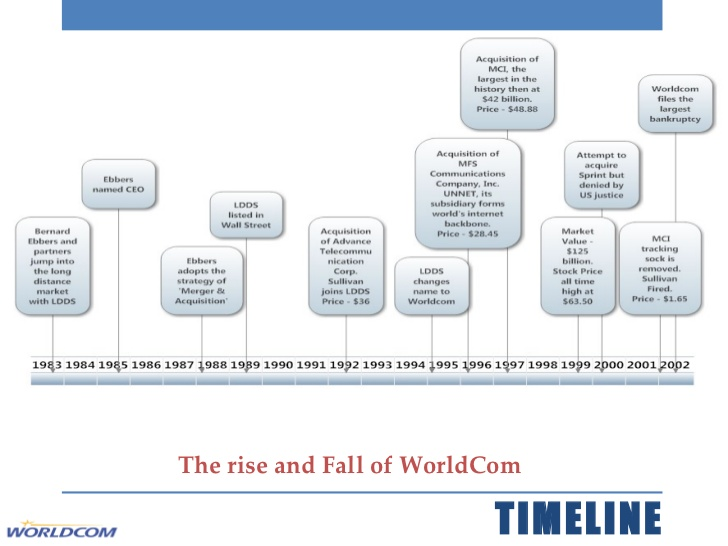 Acquisition of
MCI, the
largest in the
history then at
$42 billion.
Price - $48.88
Worldcom
files the
largest
bankruptcy
Ebbers
named CEO
Acquisition of
MFS
Communications
Company, Inc.
UNNET, its
subsidiary forms
world's internet
backbone.
Price - $28.45
Attempt to
acquire
Sprint but
denied by
US justice
LDDS
listed in
Wall Street
Bernard
Ebbers and
partners
jump into
the long
distance
market
with LDDS
Ebbers
adopts the
strategy of
'Merger &
Acquisition'
Acquisition
of Advance
Telecommu
nication
Corp.
Sullivan
joins LDDS
Price - $36
LDDS
changes
name to
Worldcom
Market
Value -
$125
billion.
Stock Price
all time
high at
$63.50
MCI
tracking
sock is
removed.
Sullivan
Fired.
Price - $1.65
1983 1984 1985 1986 1987 1988 1989 1990 1991 1992 1993 1994 1995 1996 1997 1998 1999 2000 2001 2002
The rise and Fall of WorldCom
TIMELINE
WORLDCOM